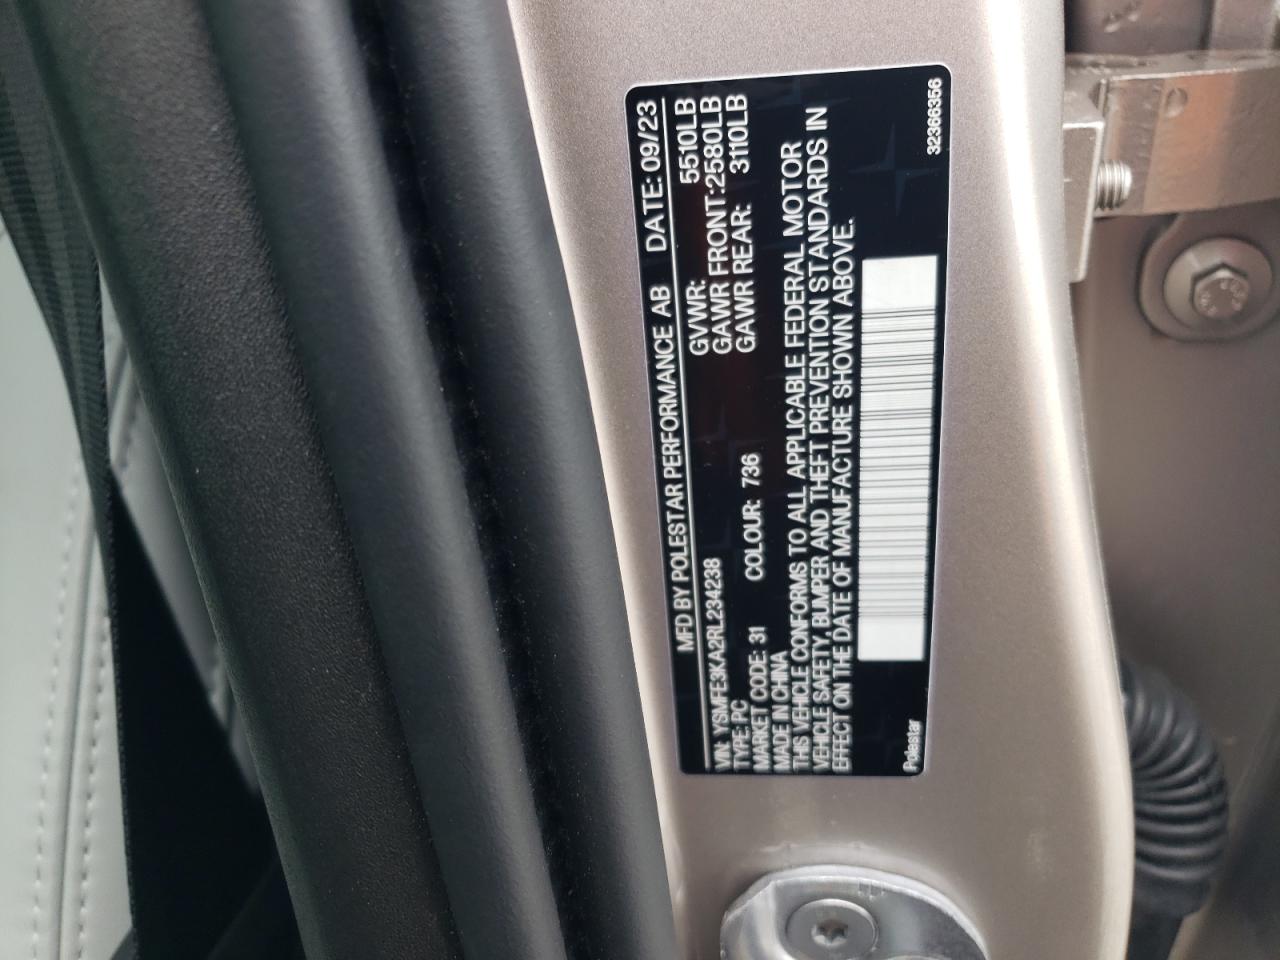 MFD BY POLESTAR PERFORMANCE AB DATE: 09/23
GVWR: 5510LB
GAWR FRONT:2580LB
GAWR REAR: 3110LB
VIN: YSMFE3KA2RL234238
TYPE: PC
MARKET CODE: 31 COLOUR: 736
MADE IN CHINA
THIS VEHICLE CONFORMS TO ALL APPLICABLE FEDERAL MOTOR
VEHICLE SAFETY, BUMPER AND THEFT PREVENTION STANDARDS IN
EFFECT ON THE DATE OF MANUFACTURE SHOWN ABOVE.
Polestar
32366356